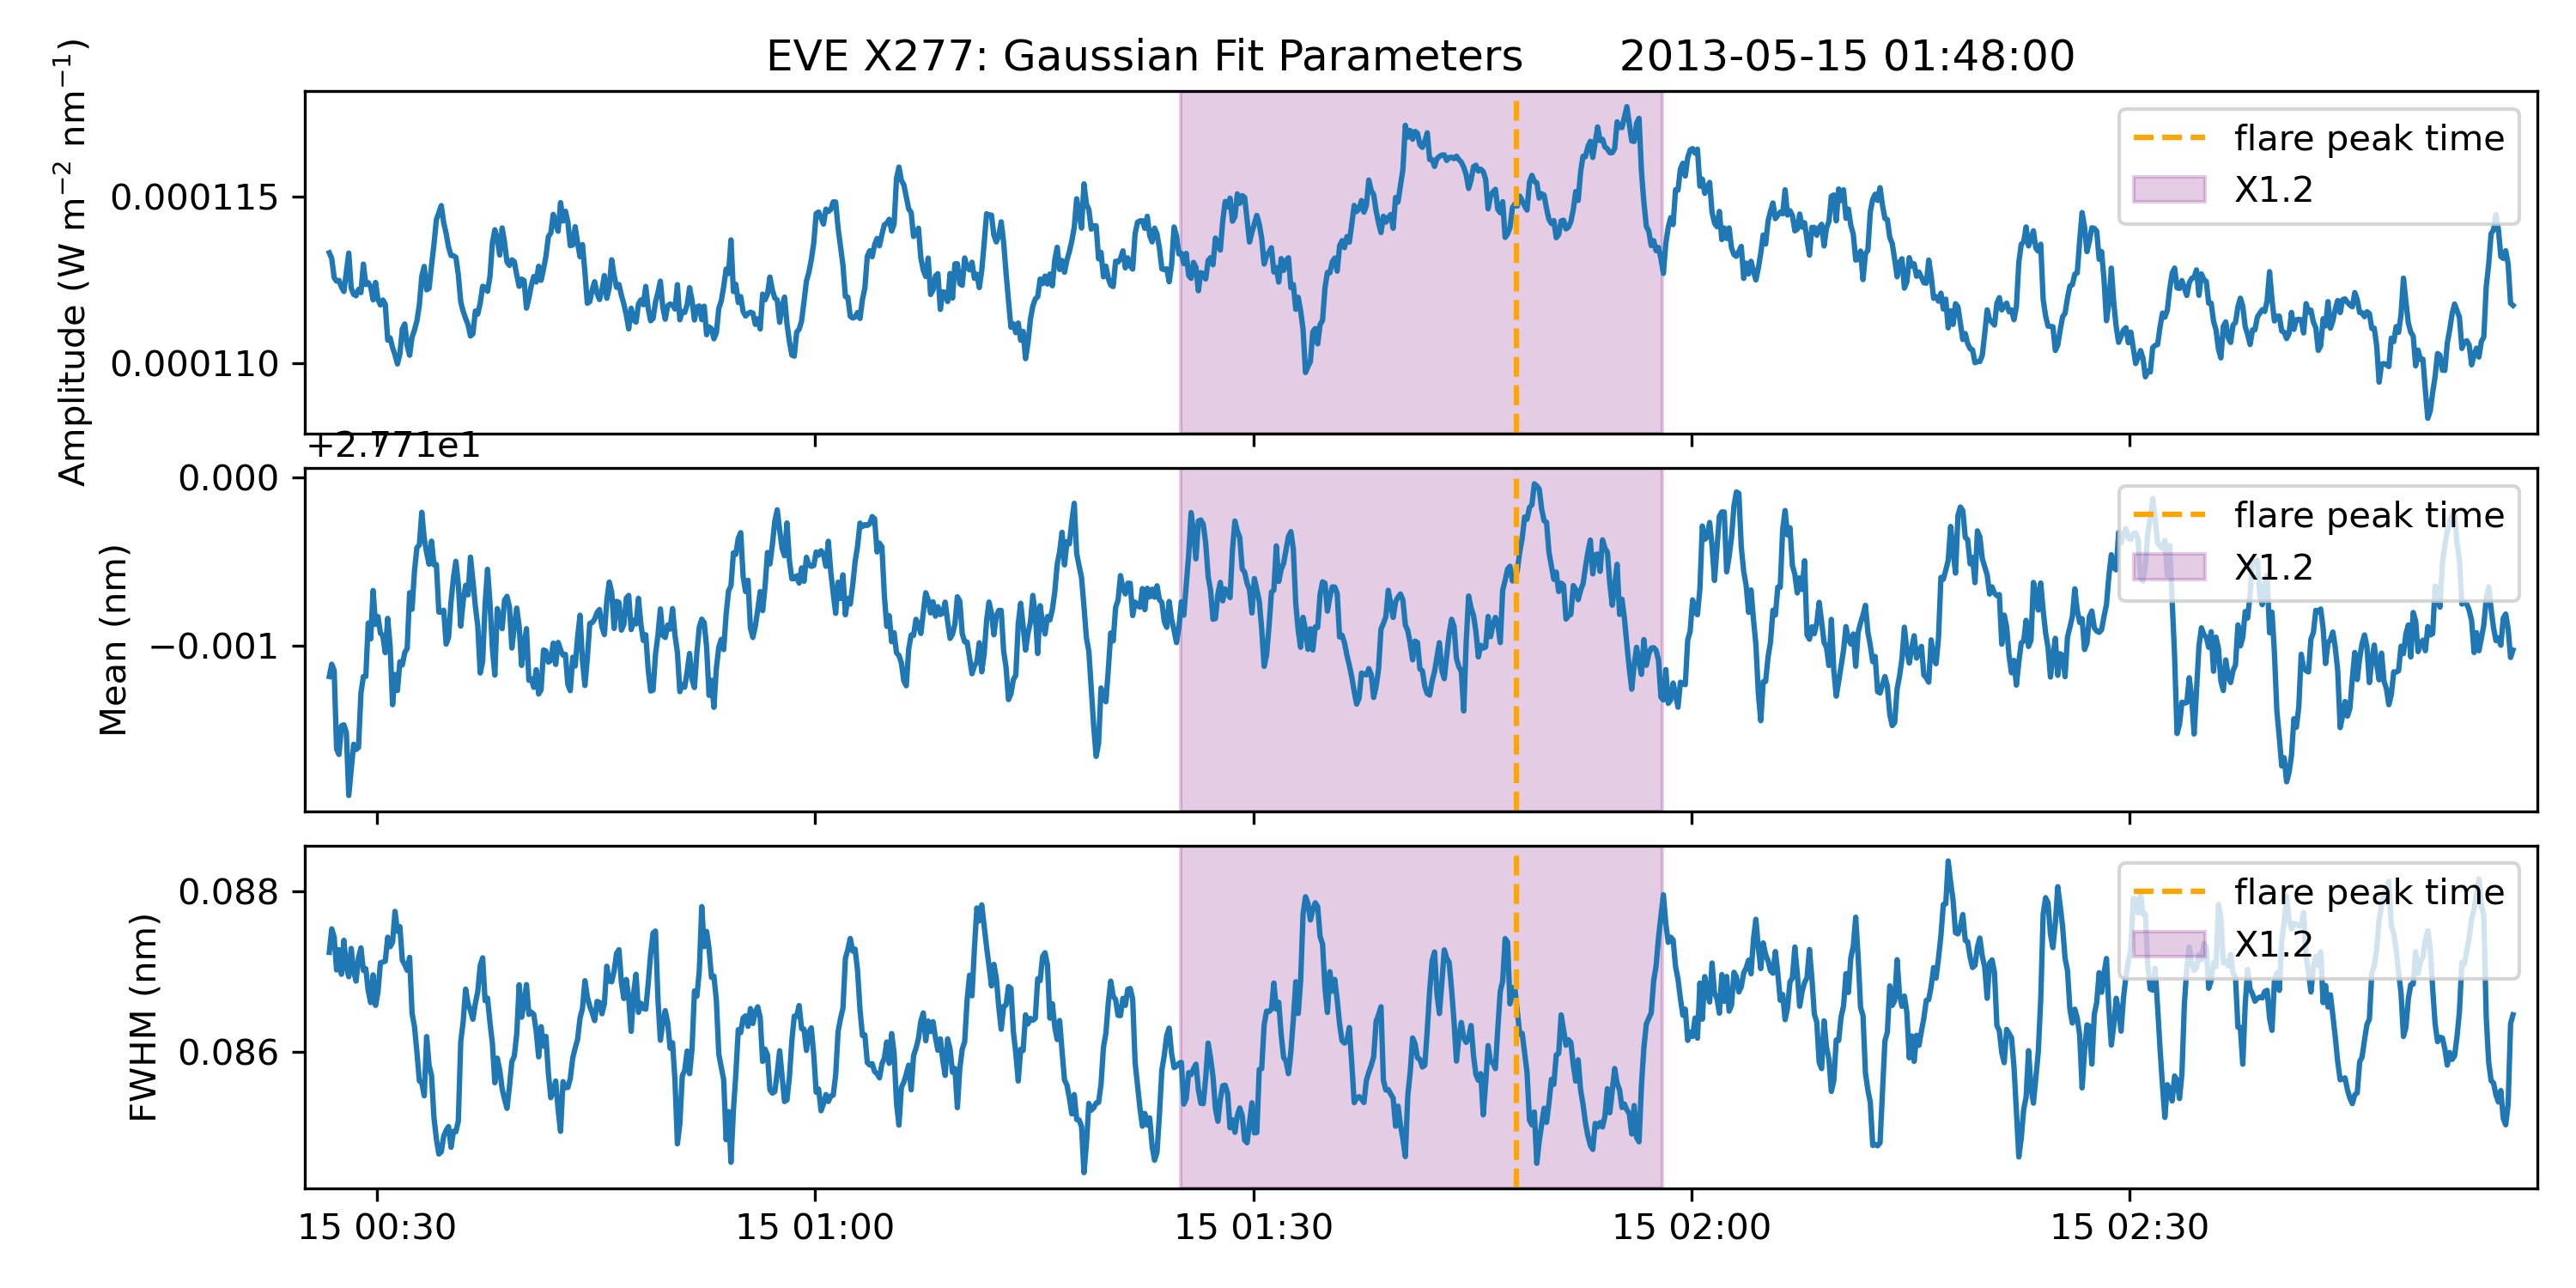 EVE X277: Gaussian Fit Parameters 2013-05-15 01:48:00
Amplitude (W m⁻² nm⁻¹)
0.000115
0.000110
flare peak time
X1.2
+2.771e1
Mean (nm)
0.000
−0.001
flare peak time
X1.2
FWHM (nm)
0.088
0.086
flare peak time
X1.2
15 00:30 15 01:00 15 01:30 15 02:00 15 02:30